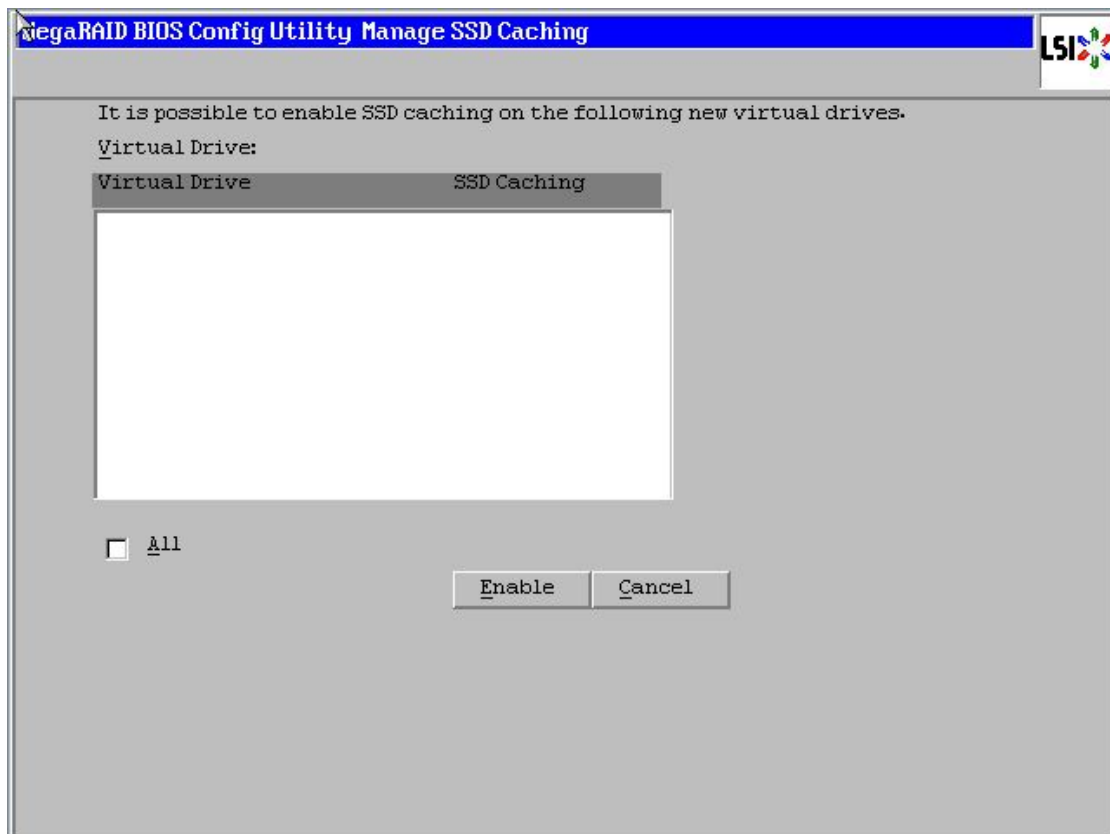 MegaRAID BIOS Config Utility Manage SSD Caching
LSI
It is possible to enable SSD caching on the following new virtual drives.
Virtual Drive:
Virtual Drive SSD Caching
All
Enable Cancel